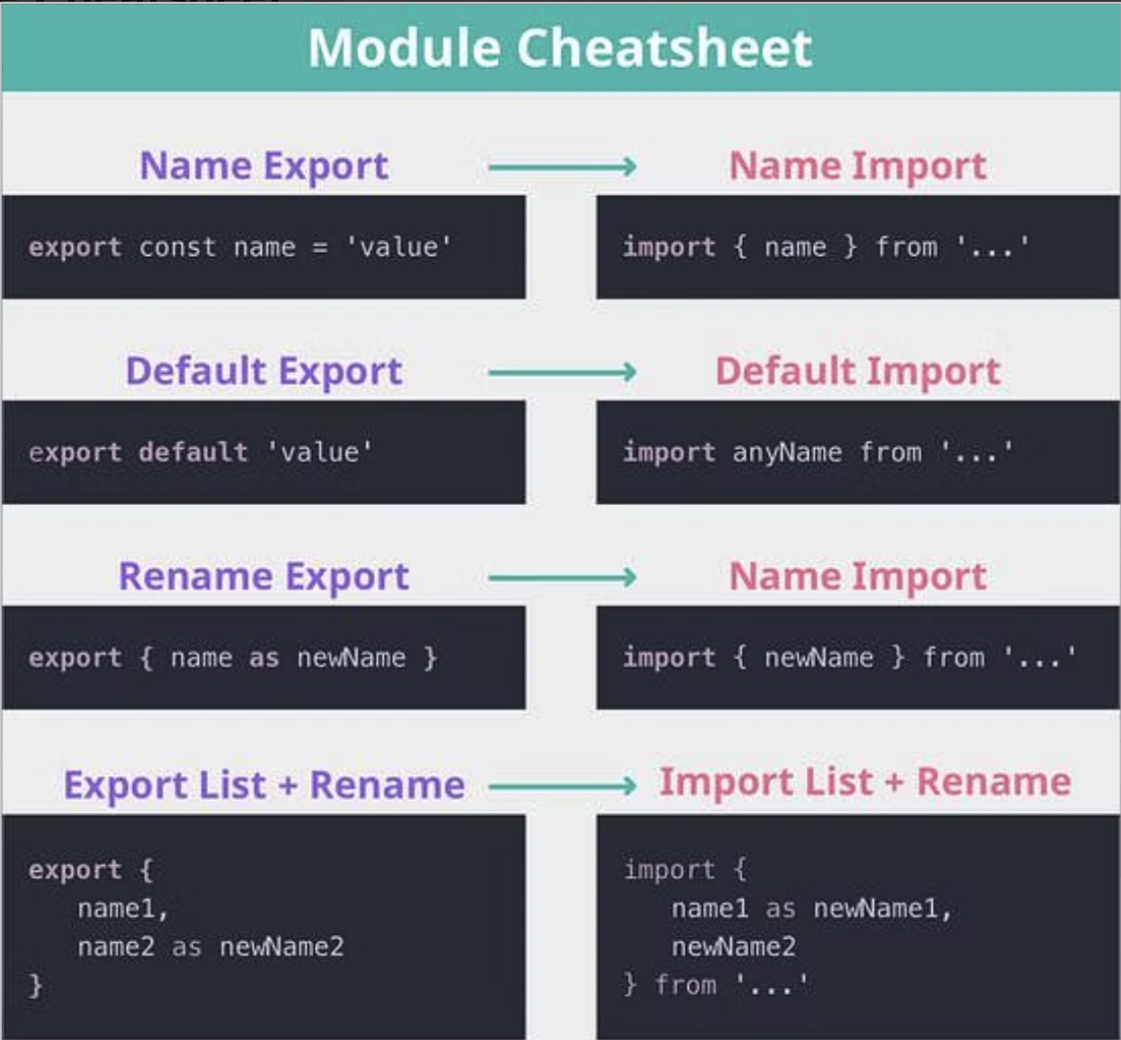 Module Cheatsheet
Name Export
Name Import
export const name = 'value'
import { name } from '...'
Default Export
Default Import
export default 'value'
import anyName from '...'
Rename Export
Name Import
export { name as newName }
import { newName } from '...'
Export List + Rename
Import List + Rename
export {
name1,
name2 as newName2
}
import {
name1 as newName1,
newName2
} from '...'